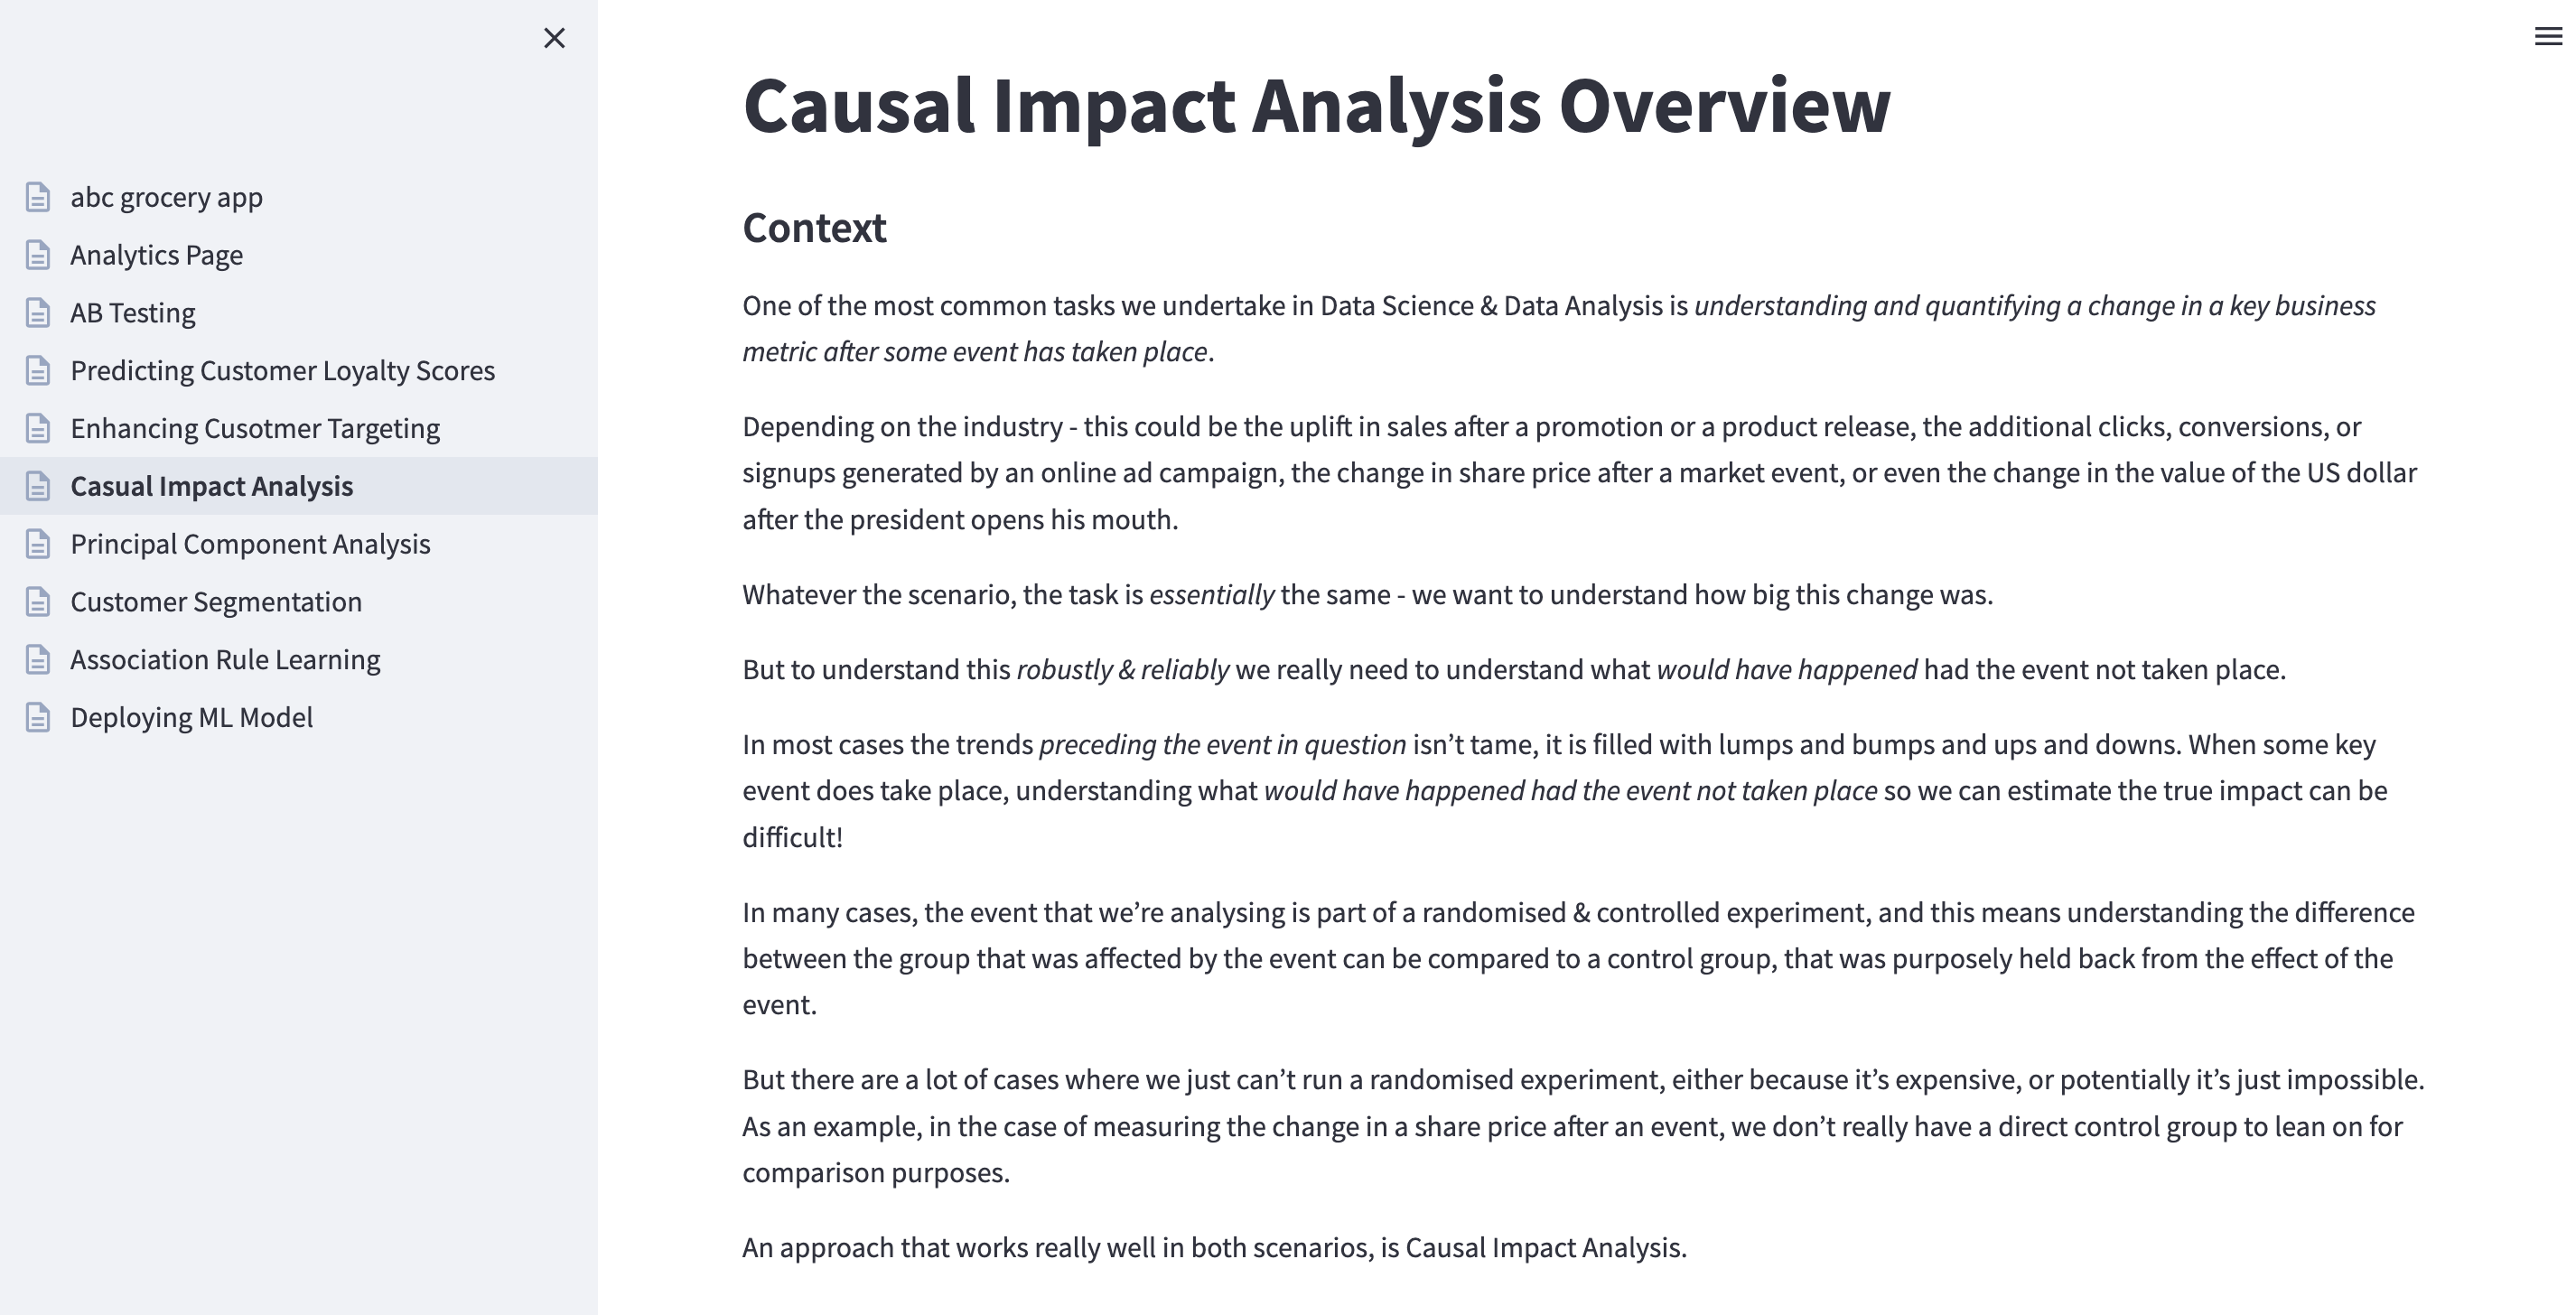 abc grocery app
Analytics Page
AB Testing
Predicting Customer Loyalty Scores
Enhancing Cusotmer Targeting
Casual Impact Analysis
Principal Component Analysis
Customer Segmentation
Association Rule Learning
Deploying ML Model
Causal Impact Analysis Overview
Context
One of the most common tasks we undertake in Data Science & Data Analysis is understanding and quantifying a change in a key business
metric after some event has taken place.
Depending on the industry - this could be the uplift in sales after a promotion or a product release, the additional clicks, conversions, or
signups generated by an online ad campaign, the change in share price after a market event, or even the change in the value of the US dollar
after the president opens his mouth.
Whatever the scenario, the task is essentially the same - we want to understand how big this change was.
But to understand this robustly & reliably we really need to understand what would have happened had the event not taken place.
In most cases the trends preceding the event in question isn’t tame, it is filled with lumps and bumps and ups and downs. When some key
event does take place, understanding what would have happened had the event not taken place so we can estimate the true impact can be
difficult!
In many cases, the event that we’re analysing is part of a randomised & controlled experiment, and this means understanding the difference
between the group that was affected by the event can be compared to a control group, that was purposely held back from the effect of the
event.
But there are a lot of cases where we just can’t run a randomised experiment, either because it’s expensive, or potentially it’s just impossible.
As an example, in the case of measuring the change in a share price after an event, we don’t really have a direct control group to lean on for
comparison purposes.
An approach that works really well in both scenarios, is Causal Impact Analysis.